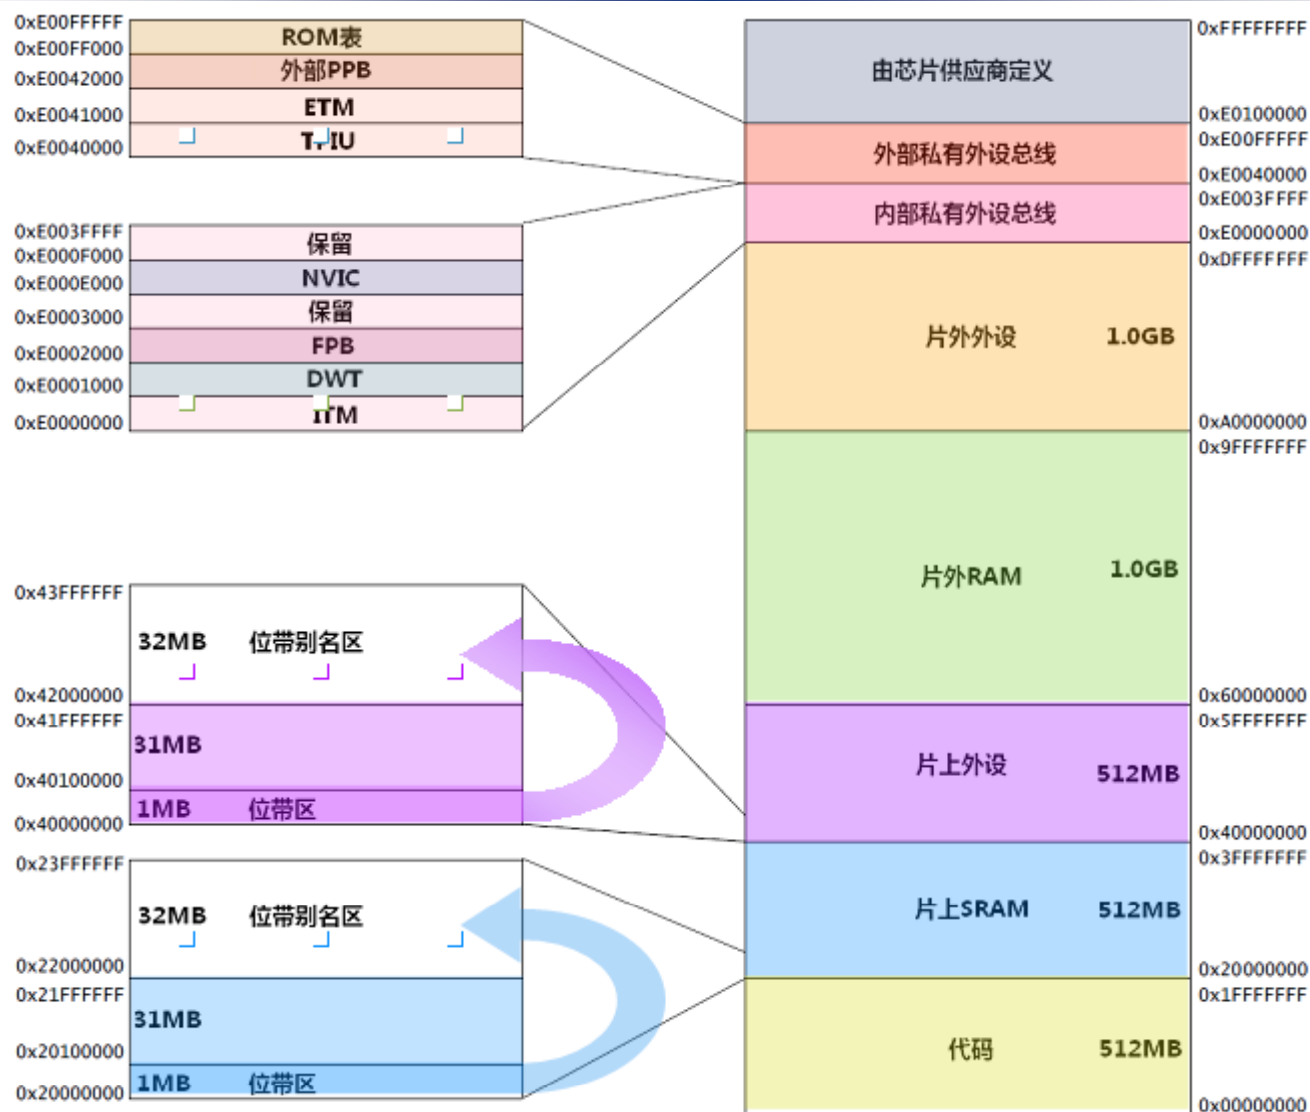 0xE00FFFFF
ROM表
0xE00FF000
外部PPB
0xE0042000
ETM
0xE0041000
TPIU
0xE0040000
0xE003FFFF
保留
0xE000F000
NVIC
0xE000E000
保留
0xE0003000
FPB
0xE0002000
DWT
0xE0001000
ITM
0xE0000000
0x43FFFFFF
32MB 位带别名区
0x42000000
0x41FFFFFF
31MB
0x40100000
1MB 位带区
0x40000000
0x23FFFFFF
32MB 位带别名区
0x22000000
0x21FFFFFF
31MB
0x20100000
1MB 位带区
0x20000000
0xFFFFFFFF
由芯片供应商定义
0xE0100000
0xE00FFFFF
外部私有外设总线
0xE0040000
0xE003FFFF
内部私有外设总线
0xE0000000
0xDFFFFFFF
片外外设 1.0GB
0xA0000000
0x9FFFFFFF
片外RAM 1.0GB
0x60000000
0x5FFFFFFF
片上外设 512MB
0x40000000
0x3FFFFFFF
片上SRAM 512MB
0x20000000
0x1FFFFFFF
代码 512MB
0x00000000